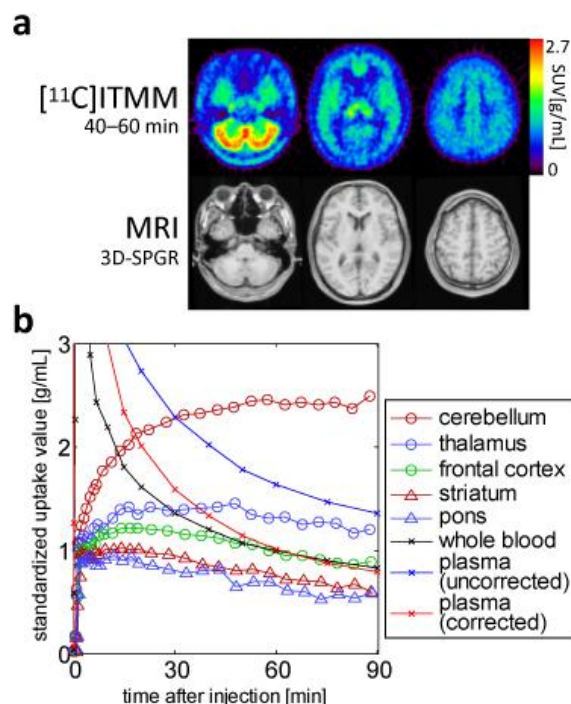 a
[¹¹C]ITMM
40–60 min
2.7
SUV[g/mL]
0
MRI
3D-SPGR
b
standardized uptake value [g/mL]
3
2
1
0
0
30
60
90
time after injection [min]
cerebellum
thalamus
frontal cortex
striatum
pons
whole blood
plasma
(uncorrected)
plasma
(corrected)